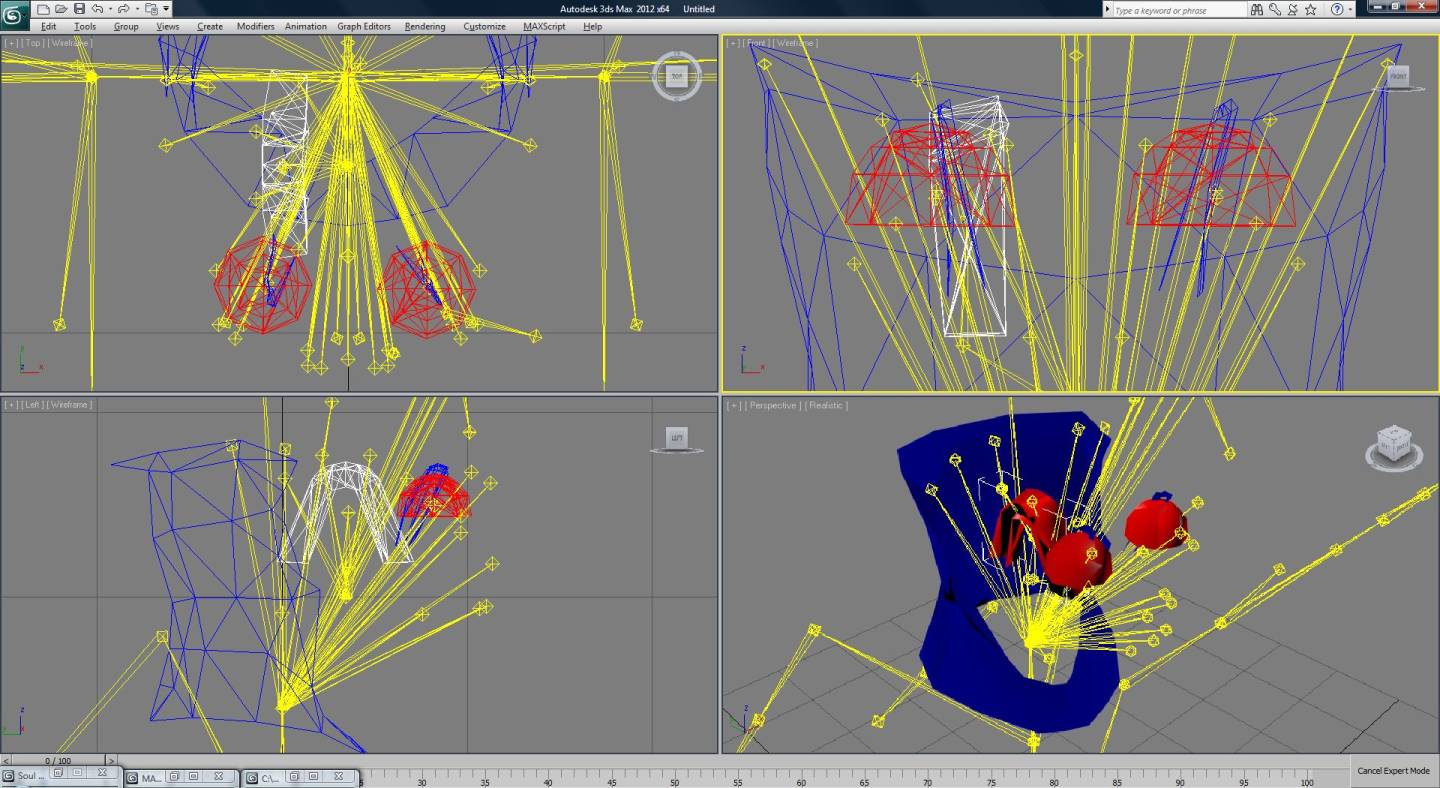 Autodesk 3ds Max 2012 x64 Untitled
Type a keyword or phrase
Edit Tools Group Views Create Modifiers Animation Graph Editors Rendering Customize MAXScript Help
[ + ] [ Top ] [ Wireframe ]
TOP
[ + ] [ Front ] [ Wireframe ]
FRONT
y
z x
z
x
[ + ] [ Left ] [ Wireframe ]
LEFT
[ + ] [ Perspective ] [ Realistic ]
z
y
z
< 0 / 100 >
Soul ...
MA...
C:\...
30 35 40 45 50 55 60 65 70 75 80 85 90 95 100
Cancel Expert Mode